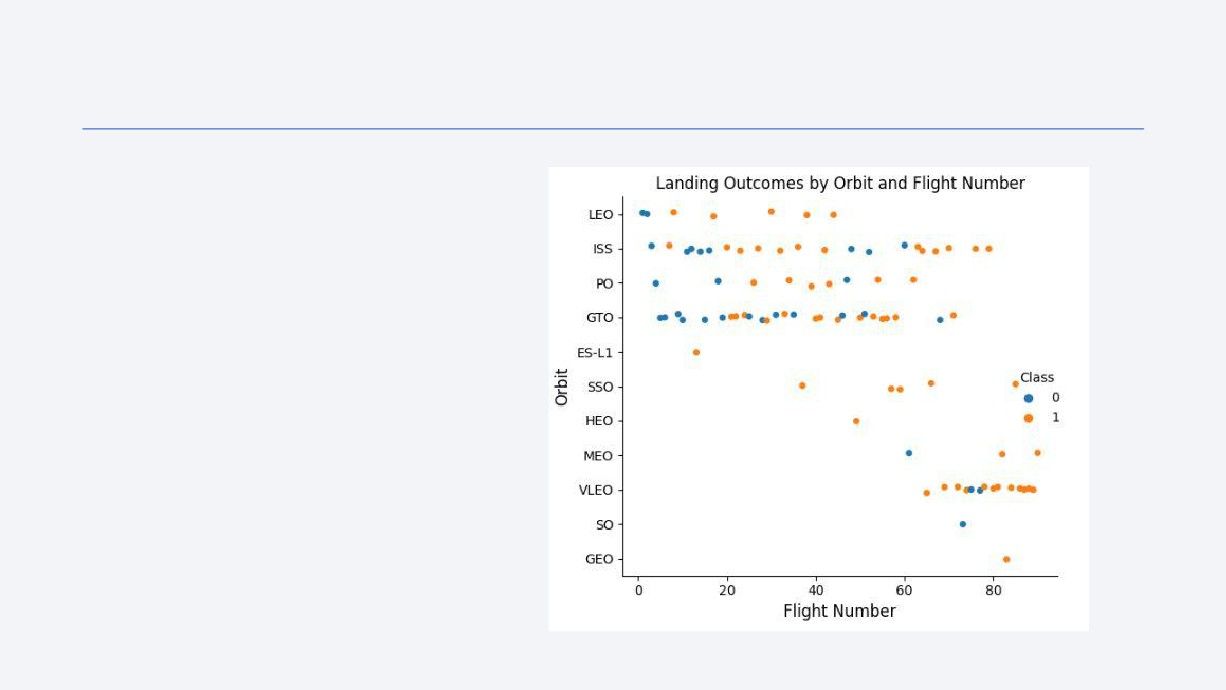 Landing Outcomes by Orbit and Flight Number
LEO
ISS
PO
GTO
ES-L1
SSO
HEO
MEO
VLEO
SO
GEO
Orbit
Class
0
1
0 20 40 60 80
Flight Number